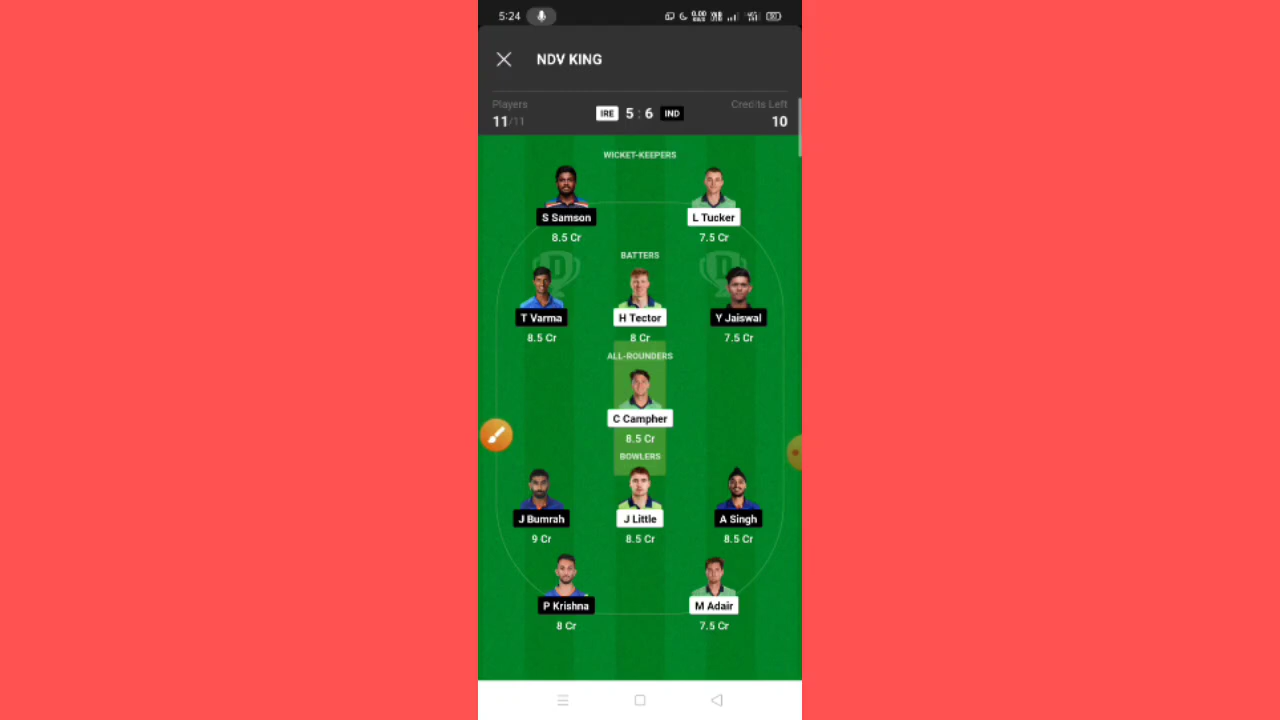 5:24
NDV KING
Players
Credits Left
11/11
IRE 5 : 6 IND
10
WICKET-KEEPERS
S Samson
L Tucker
8.5 Cr
7.5 Cr
BATTERS
T Varma
H Tector
Y Jaiswal
8.5 Cr
8 Cr
7.5 Cr
ALL-ROUNDERS
C Campher
8.5 Cr
BOWLERS
J Bumrah
J Little
A Singh
9 Cr
8.5 Cr
8.5 Cr
P Krishna
M Adair
8 Cr
7.5 Cr